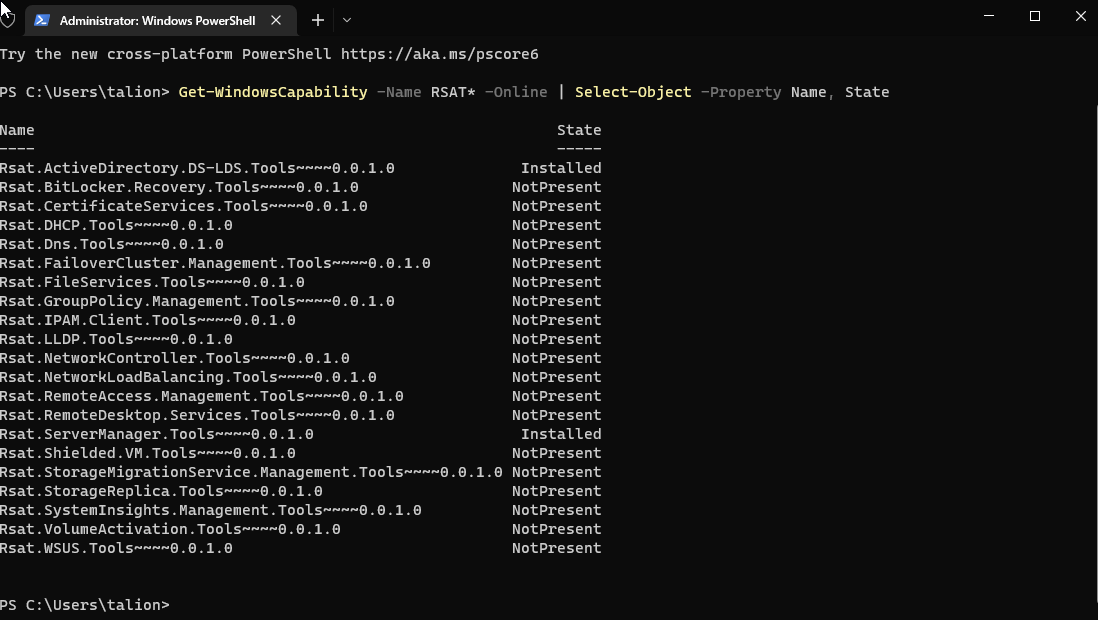 Administrator: Windows PowerShell
Try the new cross-platform PowerShell https://aka.ms/pscore6
PS C:\Users\talion> Get-WindowsCapability -Name RSAT* -Online | Select-Object -Property Name, State
Name State
---- -----
Rsat.ActiveDirectory.DS-LDS.Tools~~~~0.0.1.0 Installed
Rsat.BitLocker.Recovery.Tools~~~~0.0.1.0 NotPresent
Rsat.CertificateServices.Tools~~~~0.0.1.0 NotPresent
Rsat.DHCP.Tools~~~~0.0.1.0 NotPresent
Rsat.Dns.Tools~~~~0.0.1.0 NotPresent
Rsat.FailoverCluster.Management.Tools~~~~0.0.1.0 NotPresent
Rsat.FileServices.Tools~~~~0.0.1.0 NotPresent
Rsat.GroupPolicy.Management.Tools~~~~0.0.1.0 NotPresent
Rsat.IPAM.Client.Tools~~~~0.0.1.0 NotPresent
Rsat.LLDP.Tools~~~~0.0.1.0 NotPresent
Rsat.NetworkController.Tools~~~~0.0.1.0 NotPresent
Rsat.NetworkLoadBalancing.Tools~~~~0.0.1.0 NotPresent
Rsat.RemoteAccess.Management.Tools~~~~0.0.1.0 NotPresent
Rsat.RemoteDesktop.Services.Tools~~~~0.0.1.0 NotPresent
Rsat.ServerManager.Tools~~~~0.0.1.0 Installed
Rsat.Shielded.VM.Tools~~~~0.0.1.0 NotPresent
Rsat.StorageMigrationService.Management.Tools~~~~0.0.1.0 NotPresent
Rsat.StorageReplica.Tools~~~~0.0.1.0 NotPresent
Rsat.SystemInsights.Management.Tools~~~~0.0.1.0 NotPresent
Rsat.VolumeActivation.Tools~~~~0.0.1.0 NotPresent
Rsat.WSUS.Tools~~~~0.0.1.0 NotPresent
PS C:\Users\talion>